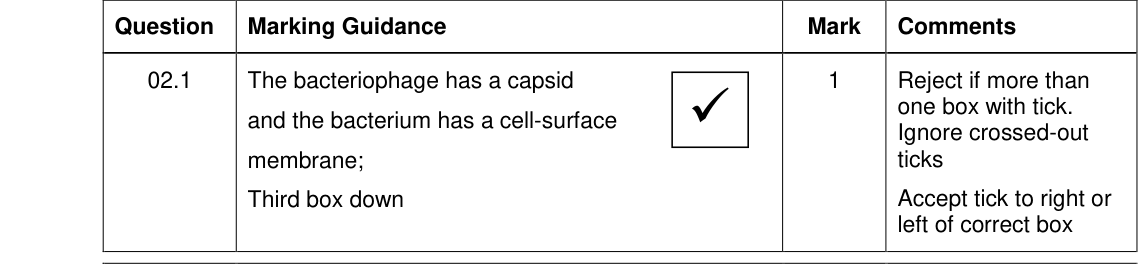 Question Marking Guidance Mark Comments
02.1 The bacteriophage has a capsid 1 Reject if more than
and the bacterium has a cell-surface one box with tick.
membrane; Ignore crossed-out
ticks
Third box down Accept tick to right or
left of correct box